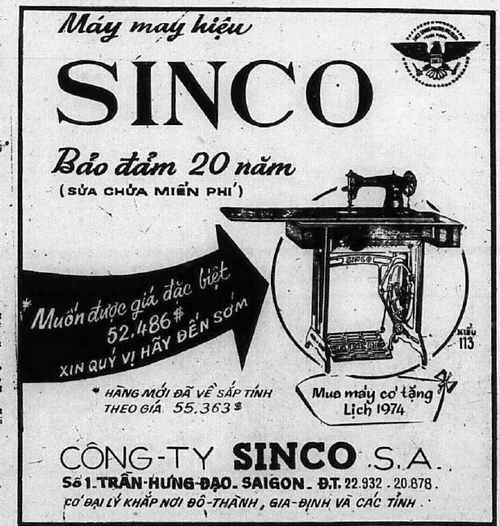 Máy may hiệu
SINCO
Bảo đảm 20 năm
(SỬA CHỮA MIỄN PHÍ)
SINCO
KIỂU
113
* Muốn được giá đặc biệt
52.486$
XIN QUÝ VỊ HÃY ĐẾN SỚM
* HÀNG MỚI ĐÃ VỀ SẮP TÍNH
THEO GIÁ 55,363$
Mua máy có tặng
Lịch 1974
CÔNG-TY SINCO S.A.
Số 1. TRẦN-HƯNG-ĐẠO. SAIGON. Đ.T. 22.932 - 20.878.
CÓ ĐẠI LÝ KHẮP NƠI ĐÔ-THÀNH, GIA-ĐỊNH VÀ CÁC TỈNH.